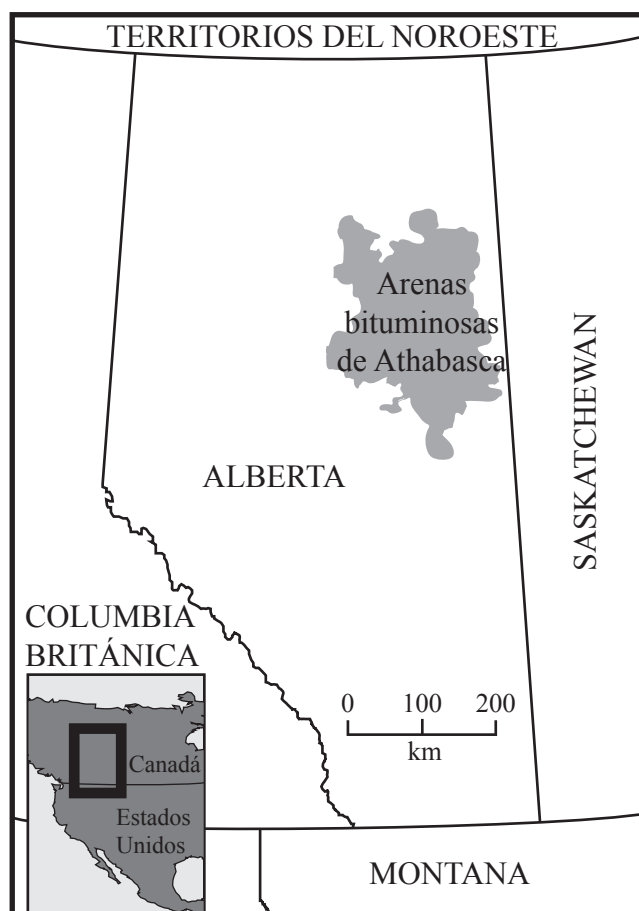 TERRITORIOS DEL NOROESTE
Arenas
bituminosas
de Athabasca
ALBERTA
SASKATCHEWAN
COLUMBIA
BRITÁNICA
0 100 200
km
Canadá
Estados
Unidos
MONTANA